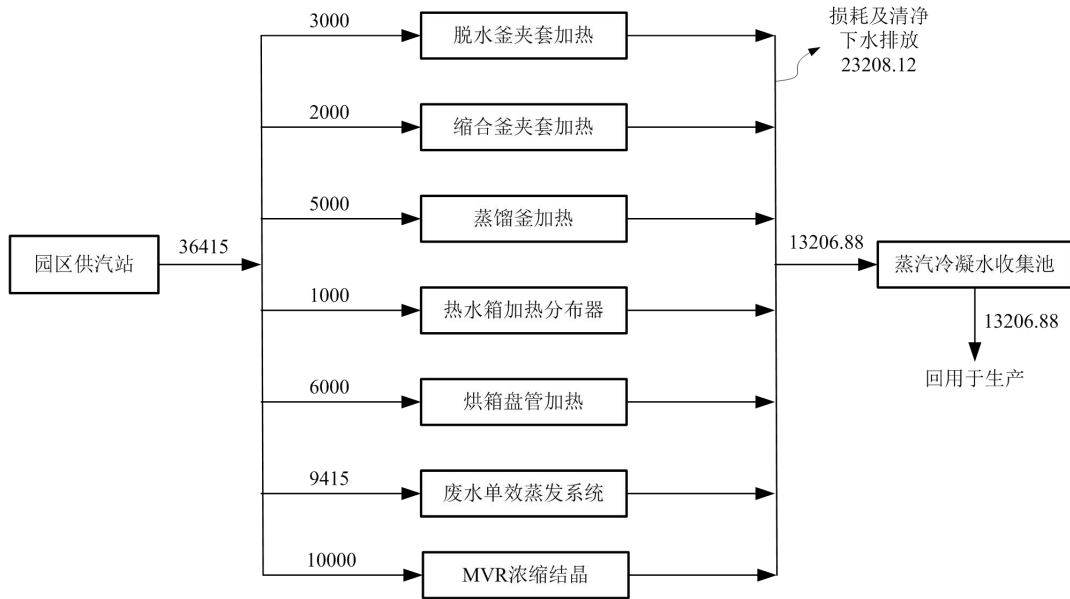 3000
脱水釜夹套加热
损耗及清净
下水排放
23208.12
2000
缩合釜夹套加热
5000
蒸馏釜加热
园区供汽站
36415
13206.88
蒸汽冷凝水收集池
1000
热水箱加热分布器
13206.88
回用于生产
6000
烘箱盘管加热
9415
废水单效蒸发系统
10000
MVR浓缩结晶